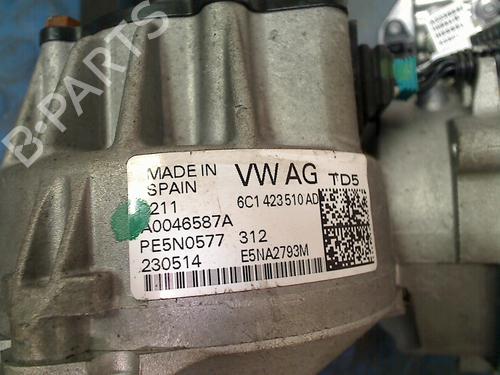 B-PARTS
MADE IN SPAIN
VW AG TD5
211 6C1 423 510 AD
A0046587A
PE5N0577 312
230514 E5NA2793M